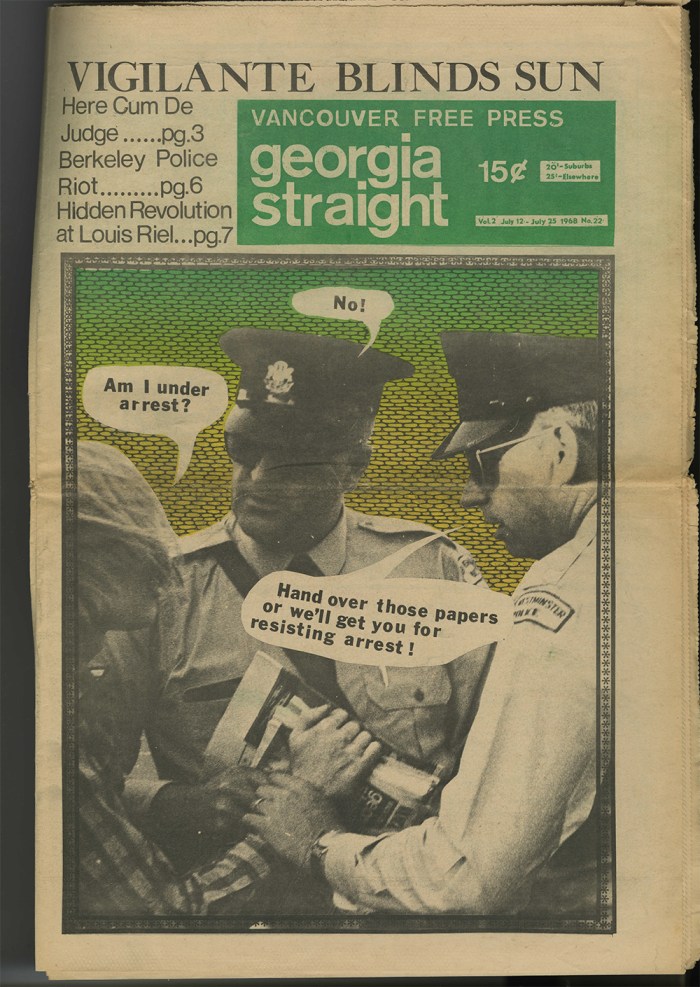 VIGILANTE BLINDS SUN
Here Cum De
Judge ......pg.3
Berkeley Police
Riot.........pg.6
Hidden Revolution
at Louis Riel...pg.7
VANCOUVER FREE PRESS
georgia
straight
15¢
20'-Suburbs
25'-Elsewhere
Vol.2 July 12 - July 25 1968 No.22
No!
Am I under
arrest?
Hand over those papers
or we'll get you for
resisting arrest!